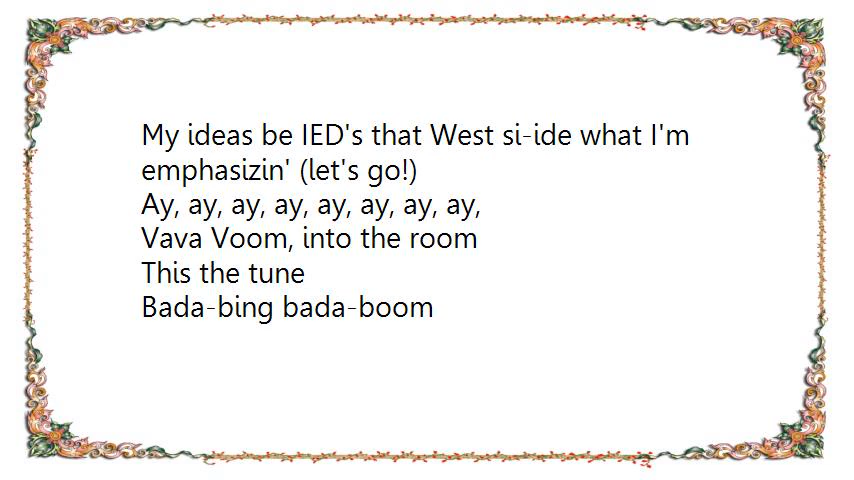 My ideas be IED's that West si-ide what I'm
emphasizin' (let's go!)
Ay, ay, ay, ay, ay, ay, ay, ay,
Vava Voom, into the room
This the tune
Bada-bing bada-boom